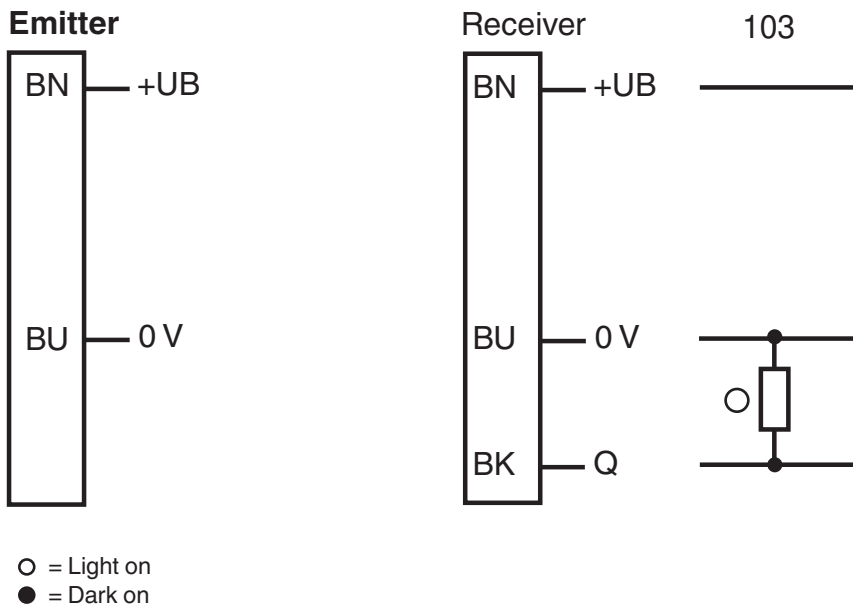 Emitter
BN +UB
BU 0 V
Receiver 103
BN +UB
BU 0 V
BK Q
= Light on
= Dark on